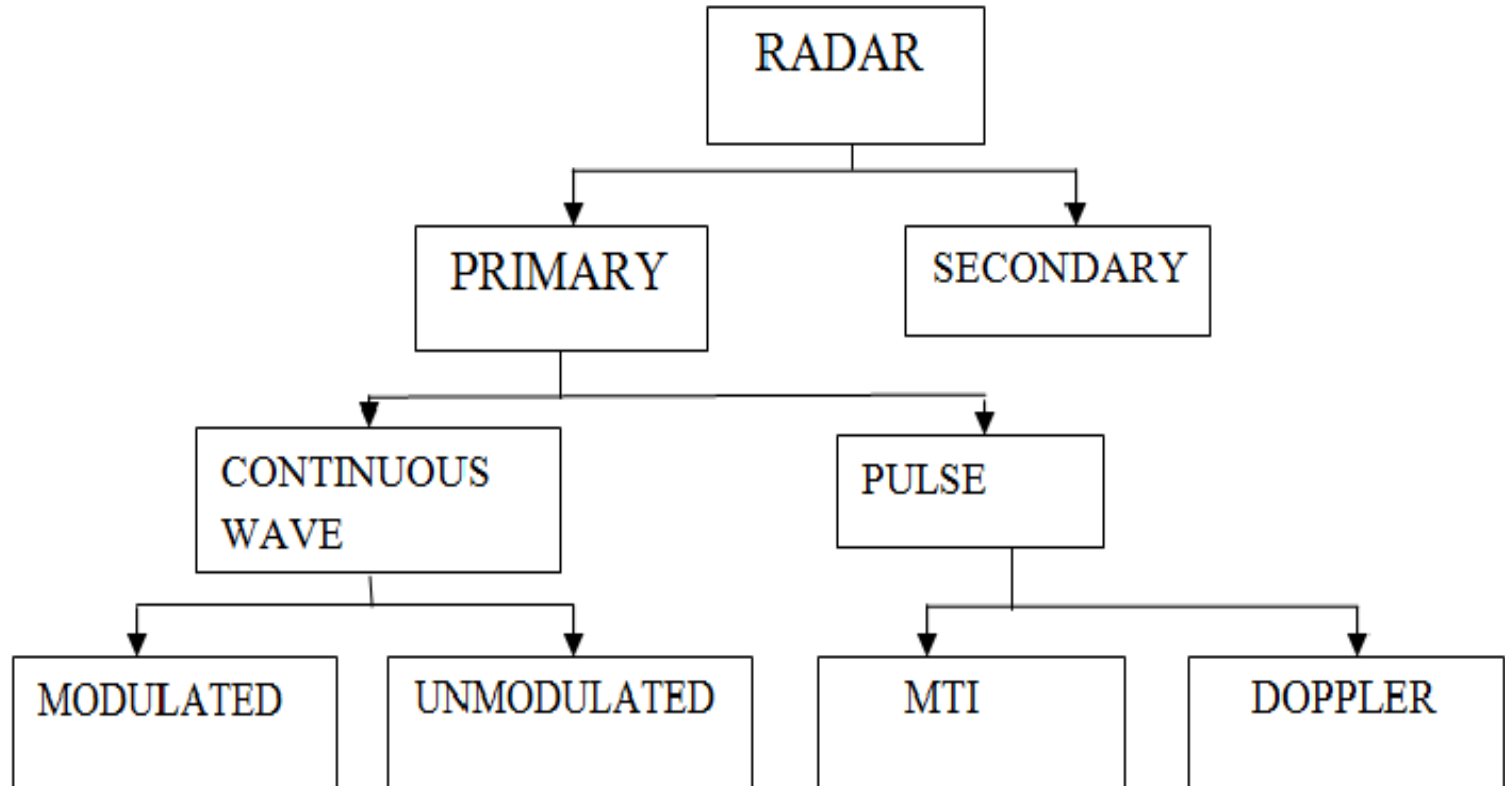 RADAR
PRIMARY
SECONDARY
CONTINUOUS
WAVE
PULSE
MODULATED
UNMODULATED
MTI
DOPPLER